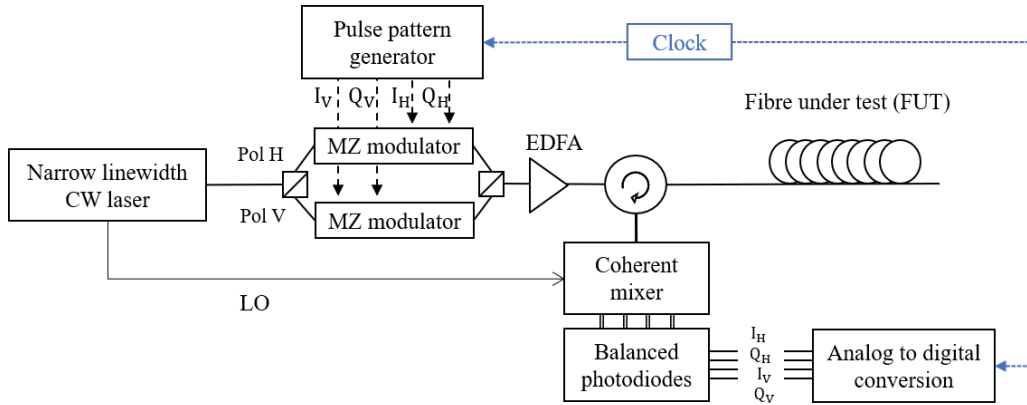 Pulse pattern
generator
Clock
I_V Q_V I_H Q_H
Fibre under test (FUT)
EDFA
MZ modulator
Pol H
Narrow linewidth
CW laser
Pol V
MZ modulator
Coherent
mixer
LO
I_H
Q_H
I_V
Q_V
Balanced
photodiodes
Analog to digital
conversion